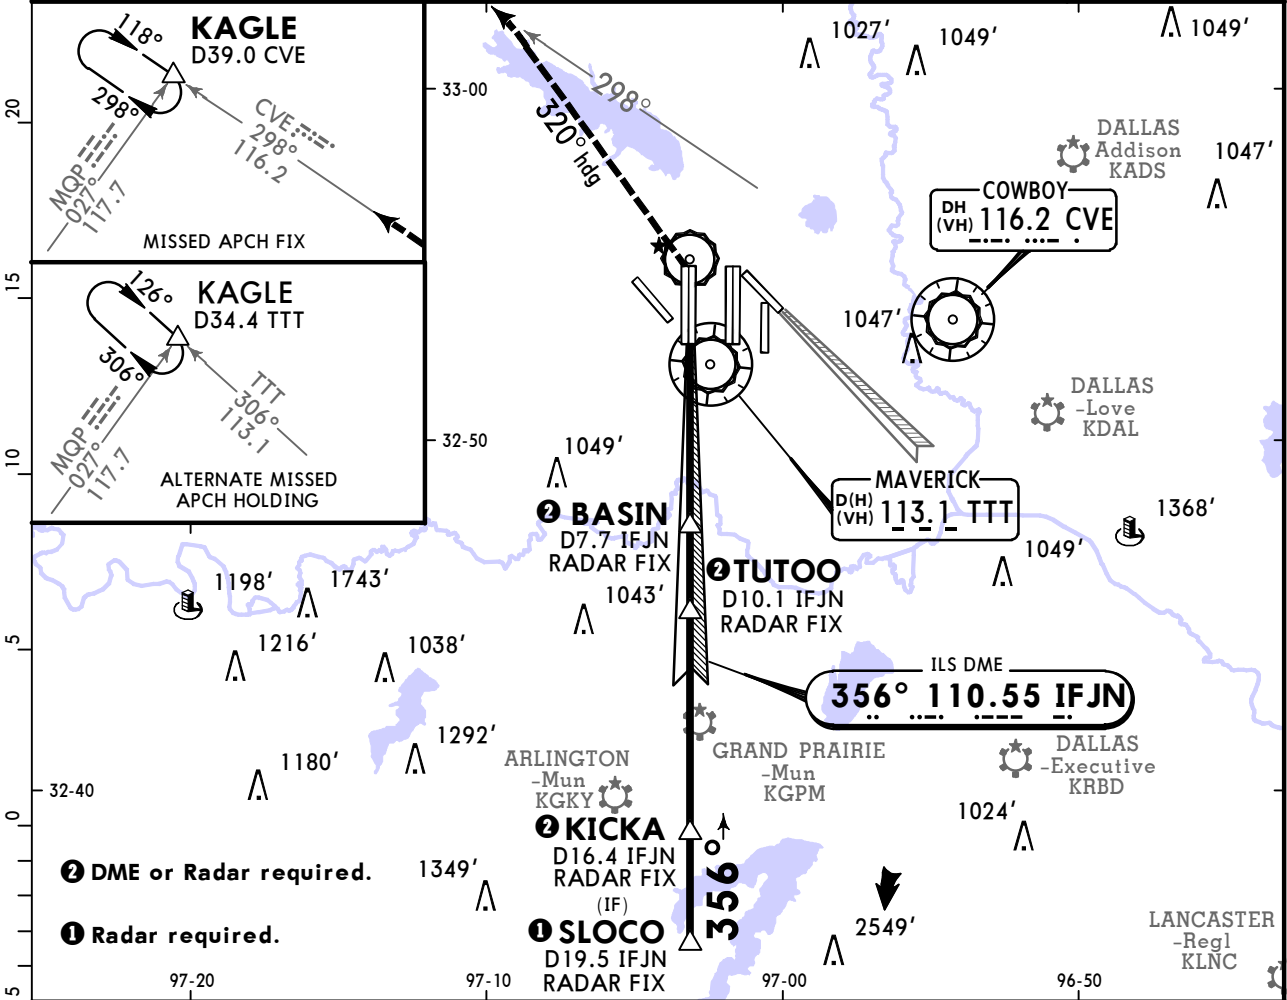 KAGLE
D39.0 CVE
118°
298°
CVE
298°
116.2
MQP
027°
117.7
MISSED APCH FIX
KAGLE
D34.4 TTT
126°
306°
TTT
306°
113.1
MQP
027°
117.7
ALTERNATE MISSED
APCH HOLDING
20
15
10
5
0
5
33-00
32-50
32-40
97-20
97-10
97-00
96-50
298°
320° hdg
1027'
1049'
1049'
DALLAS
Addison
KADS
1047'
COWBOY
DH
(VH)
116.2 CVE
1047'
DALLAS
-Love
KDAL
MAVERICK
D(H)
(VH)
113.1 TTT
1368'
1049'
1049'
2 BASIN
D7.7 IFJN
RADAR FIX
2 TUTOO
D10.1 IFJN
RADAR FIX
1043'
1198'
1743'
1216'
1038'
1292'
1180'
ILS DME
356° 110.55 IFJN
GRAND PRAIRIE
-Mun
KGPM
ARLINGTON
-Mun
KGKY
DALLAS
-Executive
KRBD
1024'
2 KICKA
D16.4 IFJN
RADAR FIX
(IF)
1 SLOCO
D19.5 IFJN
RADAR FIX
356°
1349'
2549'
LANCASTER
-Regl
KLNC
2 DME or Radar required.
1 Radar required.